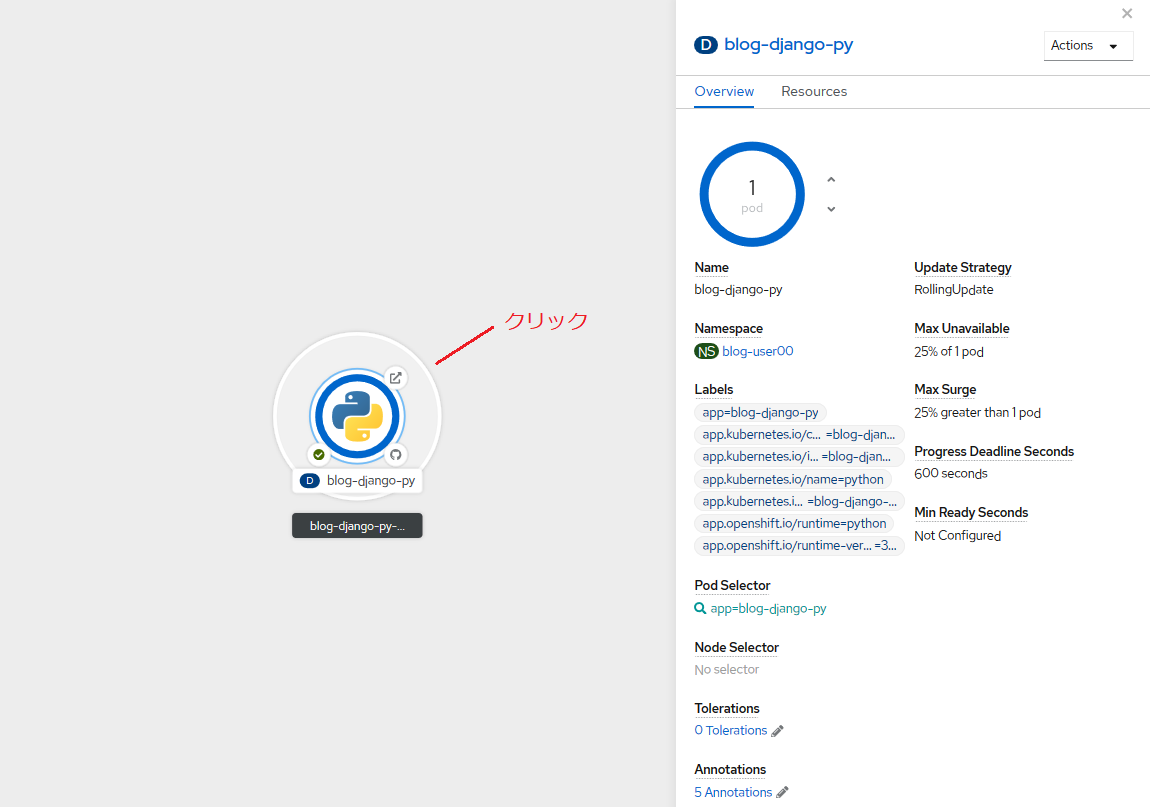 クリック
D blog-django-py
blog-django-py-...
D blog-django-py
Actions
Overview Resources
1
pod
Name
blog-django-py
Namespace
NS blog-user00
Labels
app=blog-django-py
app.kubernetes.io/c... =blog-djan...
app.kubernetes.io/i... =blog-djan...
app.kubernetes.io/name=python
app.kubernetes.i... =blog-django-...
app.openshift.io/runtime=python
app.openshift.io/runtime-ver... =3...
Pod Selector
app=blog-django-py
Node Selector
No selector
Tolerations
0 Tolerations
Annotations
5 Annotations
Update Strategy
RollingUpdate
Max Unavailable
25% of 1 pod
Max Surge
25% greater than 1 pod
Progress Deadline Seconds
600 seconds
Min Ready Seconds
Not Configured